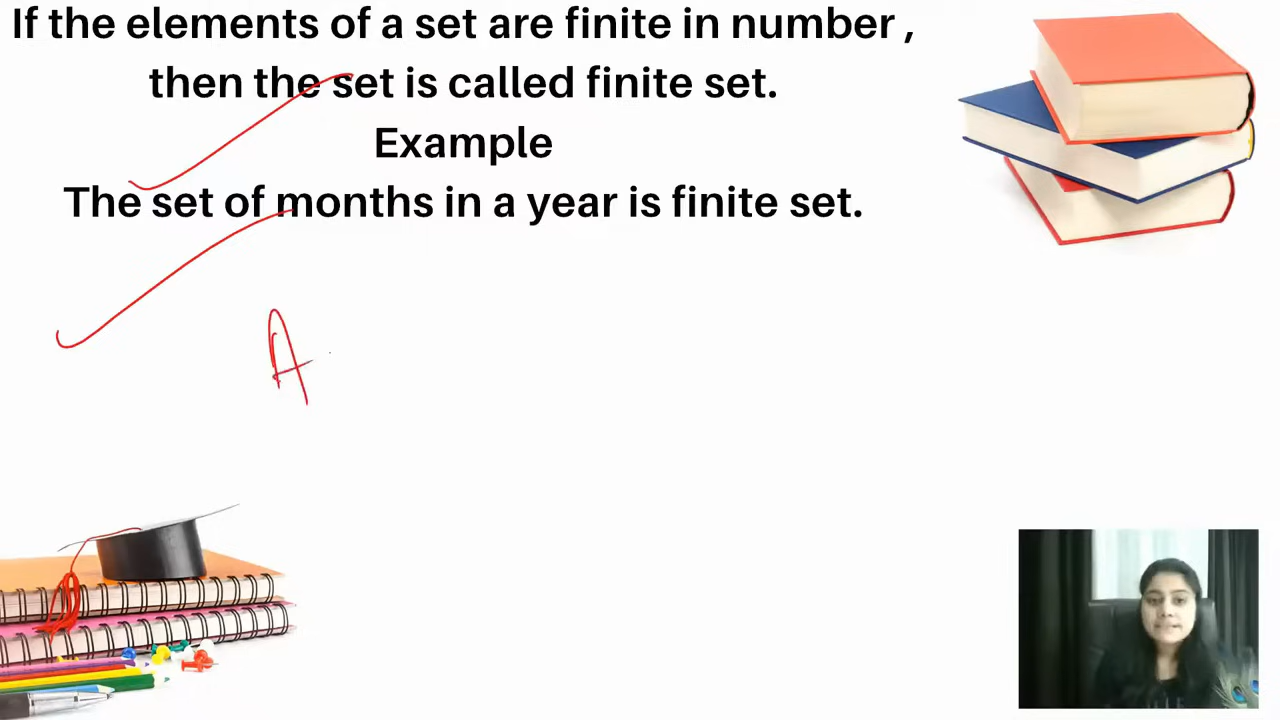 If the elements of a set are finite in number ,
then the set is called finite set.
Example
The set of months in a year is finite set.
A